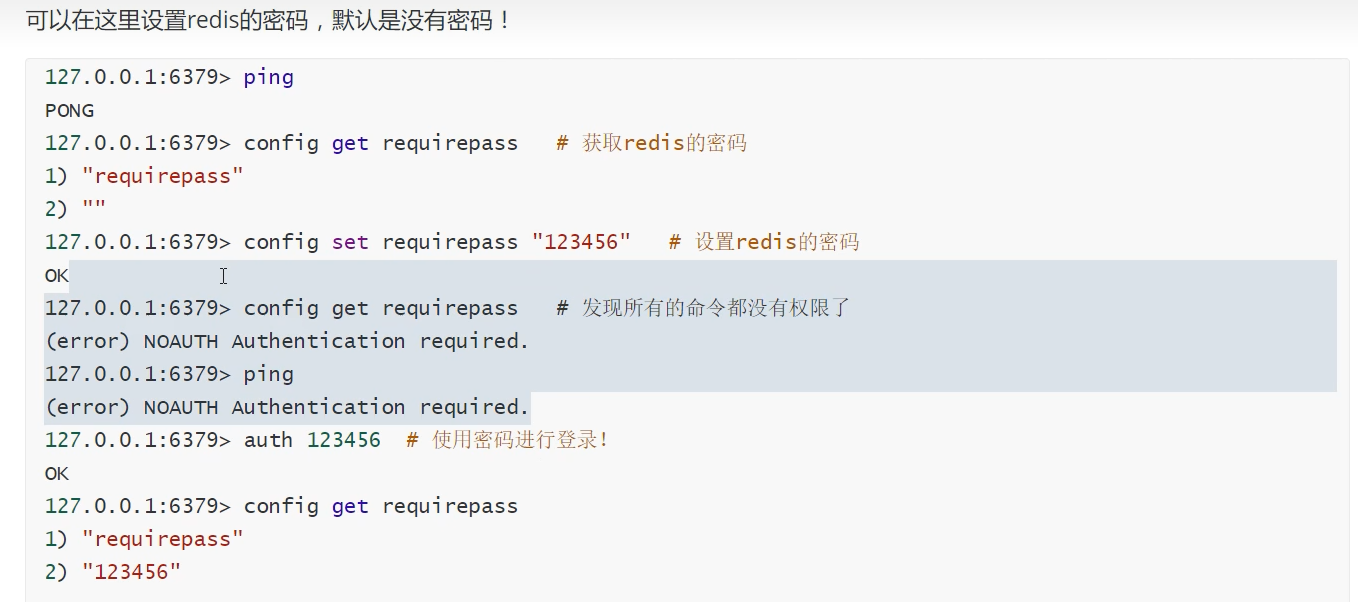 可以在这里设置redis的密码，默认是没有密码！
127.0.0.1:6379> ping
PONG
127.0.0.1:6379> config get requirepass   # 获取redis的密码
1) "requirepass"
2) ""
127.0.0.1:6379> config set requirepass "123456"   # 设置redis的密码
OK
127.0.0.1:6379> config get requirepass   # 发现所有的命令都没有权限了
(error) NOAUTH Authentication required.
127.0.0.1:6379> ping
(error) NOAUTH Authentication required.
127.0.0.1:6379> auth 123456  # 使用密码进行登录！
OK
127.0.0.1:6379> config get requirepass
1) "requirepass"
2) "123456"